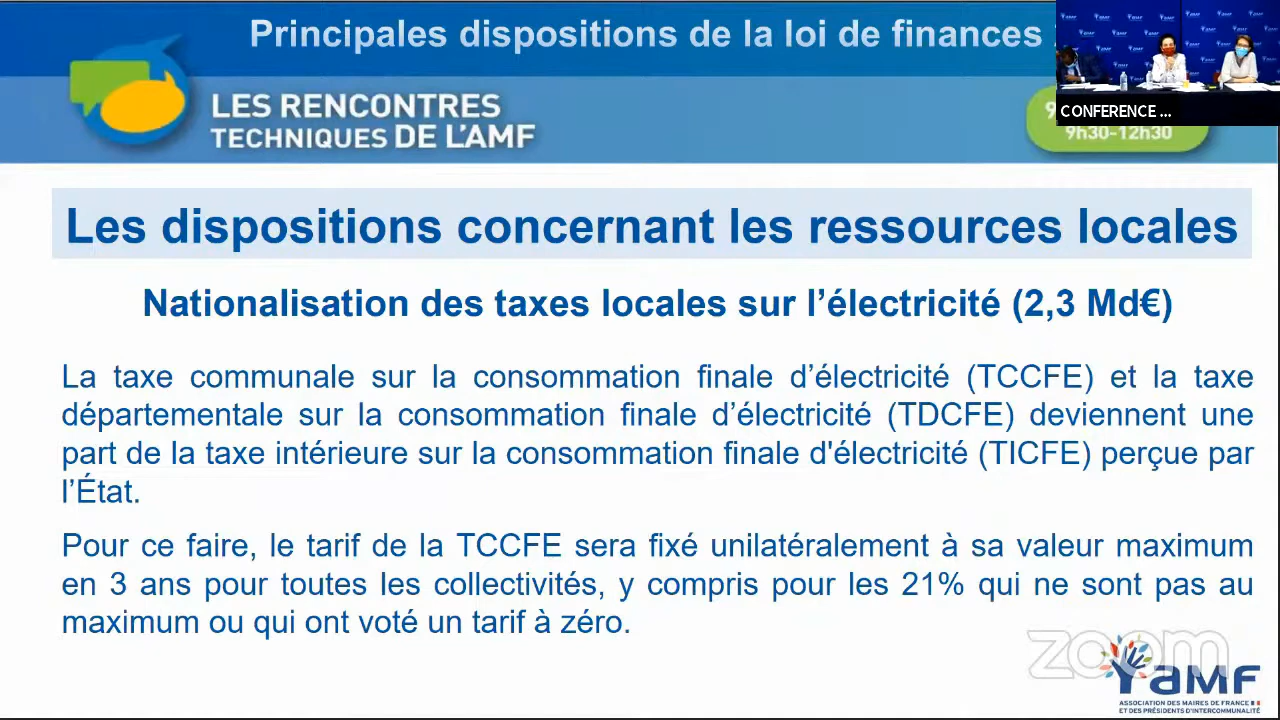 Principales dispositions de la loi de finances
LES RENCONTRES
TECHNIQUES DE L'AMF
CONFERENCE ...
9h30-12h30
Les dispositions concernant les ressources locales
Nationalisation des taxes locales sur l’électricité (2,3 Md€)
La taxe communale sur la consommation finale d’électricité (TCCFE) et la taxe
départementale sur la consommation finale d’électricité (TDCFE) deviennent une
part de la taxe intérieure sur la consommation finale d'électricité (TICFE) perçue par
l’État.
Pour ce faire, le tarif de la TCCFE sera fixé unilatéralement à sa valeur maximum
en 3 ans pour toutes les collectivités, y compris pour les 21% qui ne sont pas au
maximum ou qui ont voté un tarif à zéro.
zoom
AMF
ASSOCIATION DES MAIRES DE FRANCE
ET DES PRÉSIDENTS D'INTERCOMMUNALITÉ